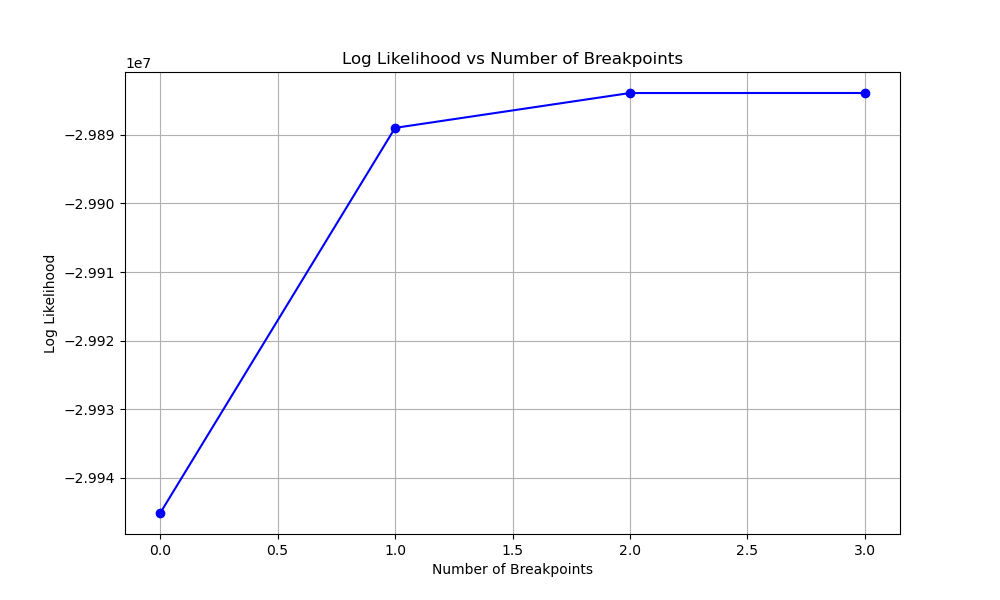 Log Likelihood vs Number of Breakpoints
1e7
−2.989
−2.990
−2.991
−2.992
−2.993
−2.994
Log Likelihood
0.0 0.5 1.0 1.5 2.0 2.5 3.0
Number of Breakpoints